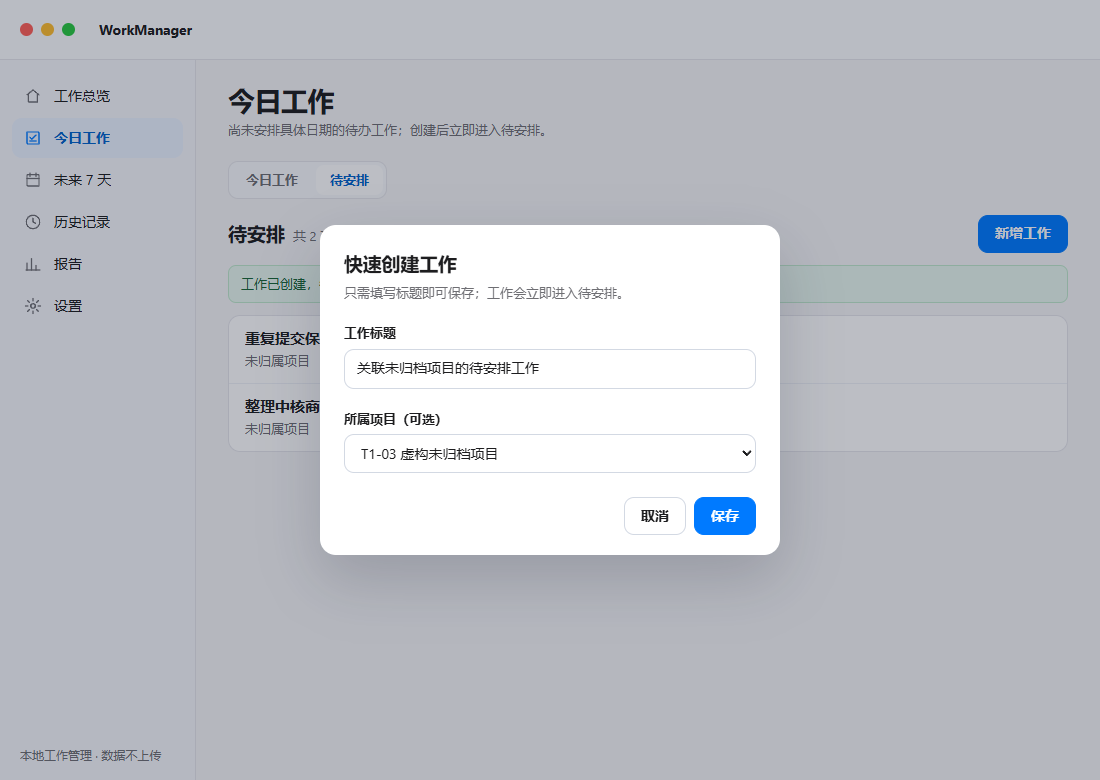 WorkManager
工作总览
今日工作
未来 7 天
历史记录
报告
设置
本地工作管理 · 数据不上传
今日工作
尚未安排具体日期的待办工作；创建后立即进入待安排。
今日工作 待安排
待安排 共 2
新增工作
工作已创建，
重复提交保
未归属项目
整理中核商
未归属项目
快速创建工作
只需填写标题即可保存；工作会立即进入待安排。
工作标题
关联未归档项目的待安排工作
所属项目（可选）
T1-03 虚构未归档项目
取消 保存